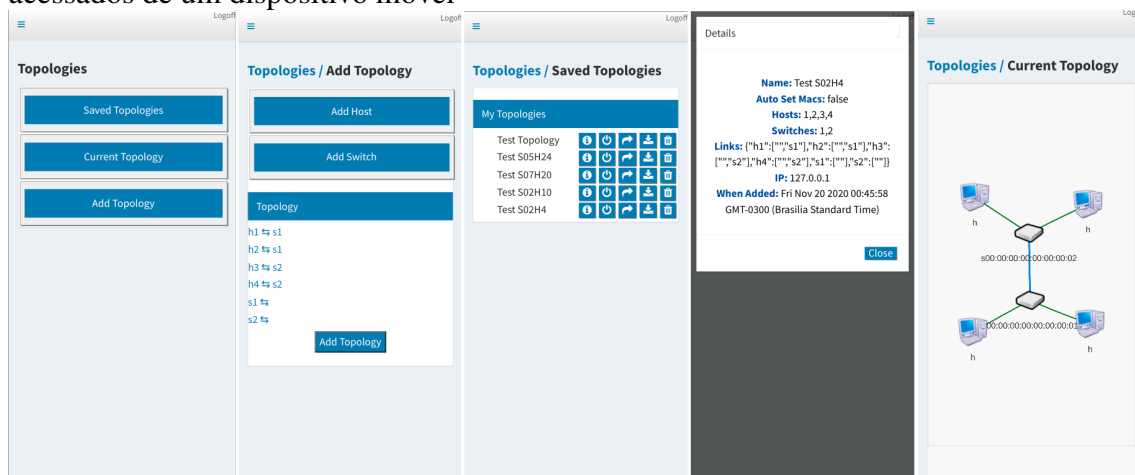 acessados de um dispositivo móvel
Logoff
Topologies
Saved Topologies
Current Topology
Add Topology
Logoff
Topologies / Add Topology
Add Host
Add Switch
Topology
h1 ⇆ s1
h2 ⇆ s1
h3 ⇆ s2
h4 ⇆ s2
s1 ⇆
s2 ⇆
Add Topology
Logoff
Topologies / Saved Topologies
My Topologies
Test Topology
Test S05H24
Test S07H20
Test S02H10
Test S02H4
Details
Name: Test S02H4
Auto Set Macs: false
Hosts: 1,2,3,4
Switches: 1,2
Links: {"h1":["","s1"],"h2":["","s1"],"h3":
["","s2"],"h4":["","s2"],"s1":[""],"s2":[""]}
IP: 127.0.0.1
When Added: Fri Nov 20 2020 00:45:58
GMT-0300 (Brasilia Standard Time)
Close
Log
Topologies / Current Topology
h
h
s00:00:00:00:00:00:00:02
00:00:00:00:00:00:00:01
h
h